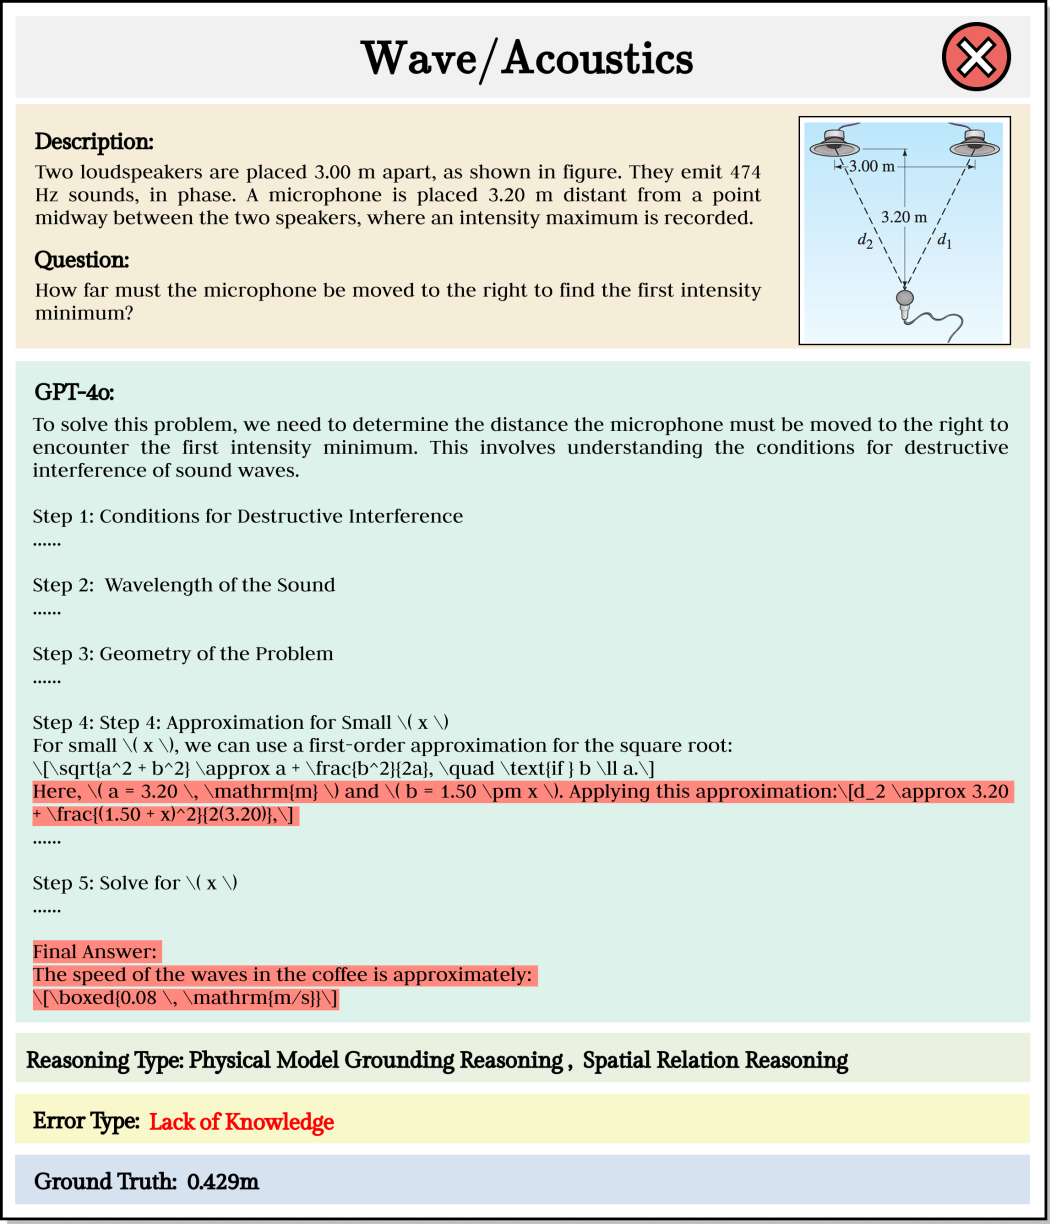 Wave/Acoustics
Description:
Two loudspeakers are placed 3.00 m apart, as shown in figure. They emit 474
Hz sounds, in phase. A microphone is placed 3.20 m distant from a point
midway between the two speakers, where an intensity maximum is recorded.
Question:
How far must the microphone be moved to the right to find the first intensity
minimum?
3.00 m
3.20 m
d2
d1
GPT-4o:
To solve this problem, we need to determine the distance the microphone must be moved to the right to
encounter the first intensity minimum. This involves understanding the conditions for destructive
interference of sound waves.
Step 1: Conditions for Destructive Interference
......
Step 2:  Wavelength of the Sound
......
Step 3: Geometry of the Problem
......
Step 4: Step 4: Approximation for Small \( x \)
For small \( x \), we can use a first-order approximation for the square root:
\[\sqrt{a^2 + b^2} \approx a + \frac{b^2}{2a}, \quad \text{if } b \ll a.\]
Here, \( a = 3.20 \, \mathrm{m} \) and \( b = 1.50 \pm x \). Applying this approximation:\[d_2 \approx 3.20
+ \frac{(1.50 + x)^2}{2(3.20)},\]
......
Step 5: Solve for \( x \)
......
Final Answer:
The speed of the waves in the coffee is approximately:
\[\boxed{0.08 \, \mathrm{m/s}}\]
Reasoning Type: Physical Model Grounding Reasoning , Spatial Relation Reasoning
Error Type: Lack of Knowledge
Ground Truth: 0.429m